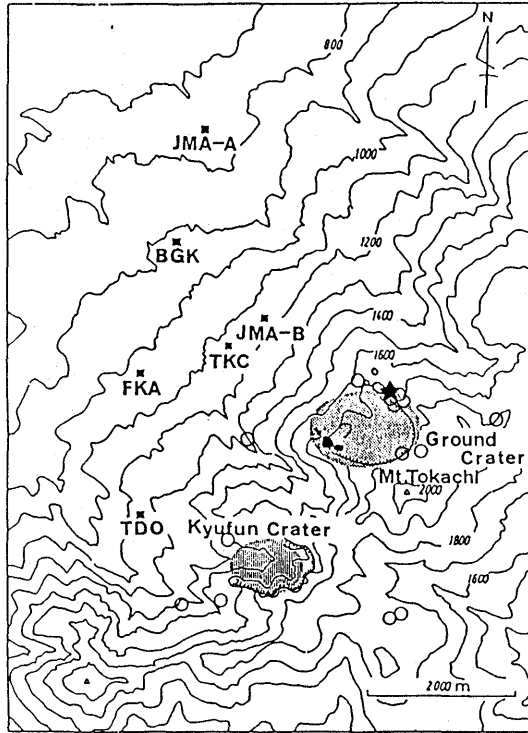 N
800
JMA-A
1000
BGK
1200
JMA-B
1400
TKC
1600
FKA
Ground
Crater
Mt.Tokachi
2000
TDO
Kyufun Crater
1800
1600
2000 m